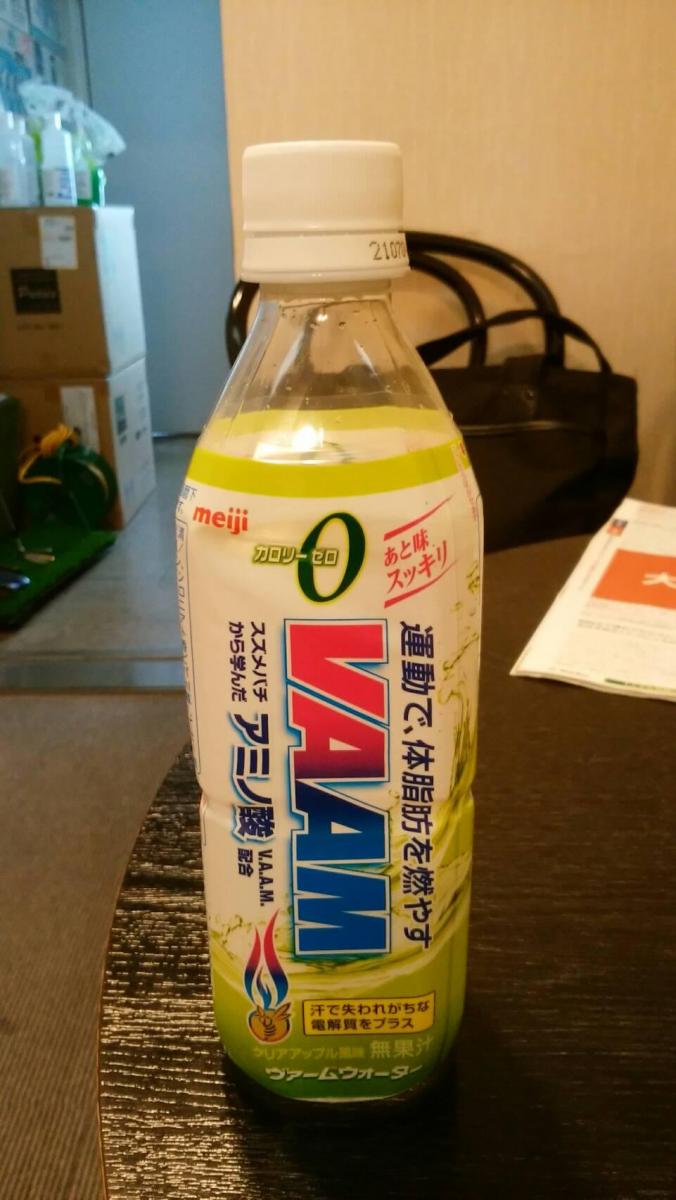 meiji
カロリーゼロ
0
あと味
スッキリ
運動で、体脂肪を燃やす
VAAM
スズメバチ
から学んだ
アミノ酸
V.A.A.M.
配合
汗で失われがちな
電解質をプラス
クリアアップル風味 無果汁
ヴァームウォーター